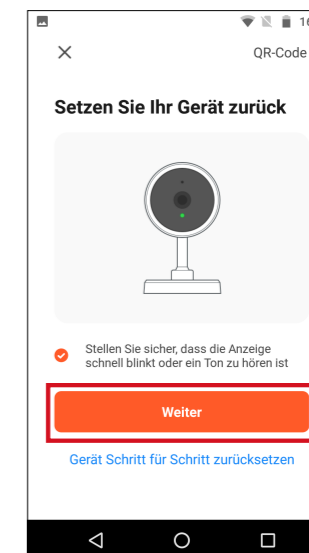 QR-Code
Setzen Sie Ihr Gerät zurück
Stellen Sie sicher, dass die Anzeige
schnell blinkt oder ein Ton zu hören ist
Weiter
Gerät Schritt für Schritt zurücksetzen